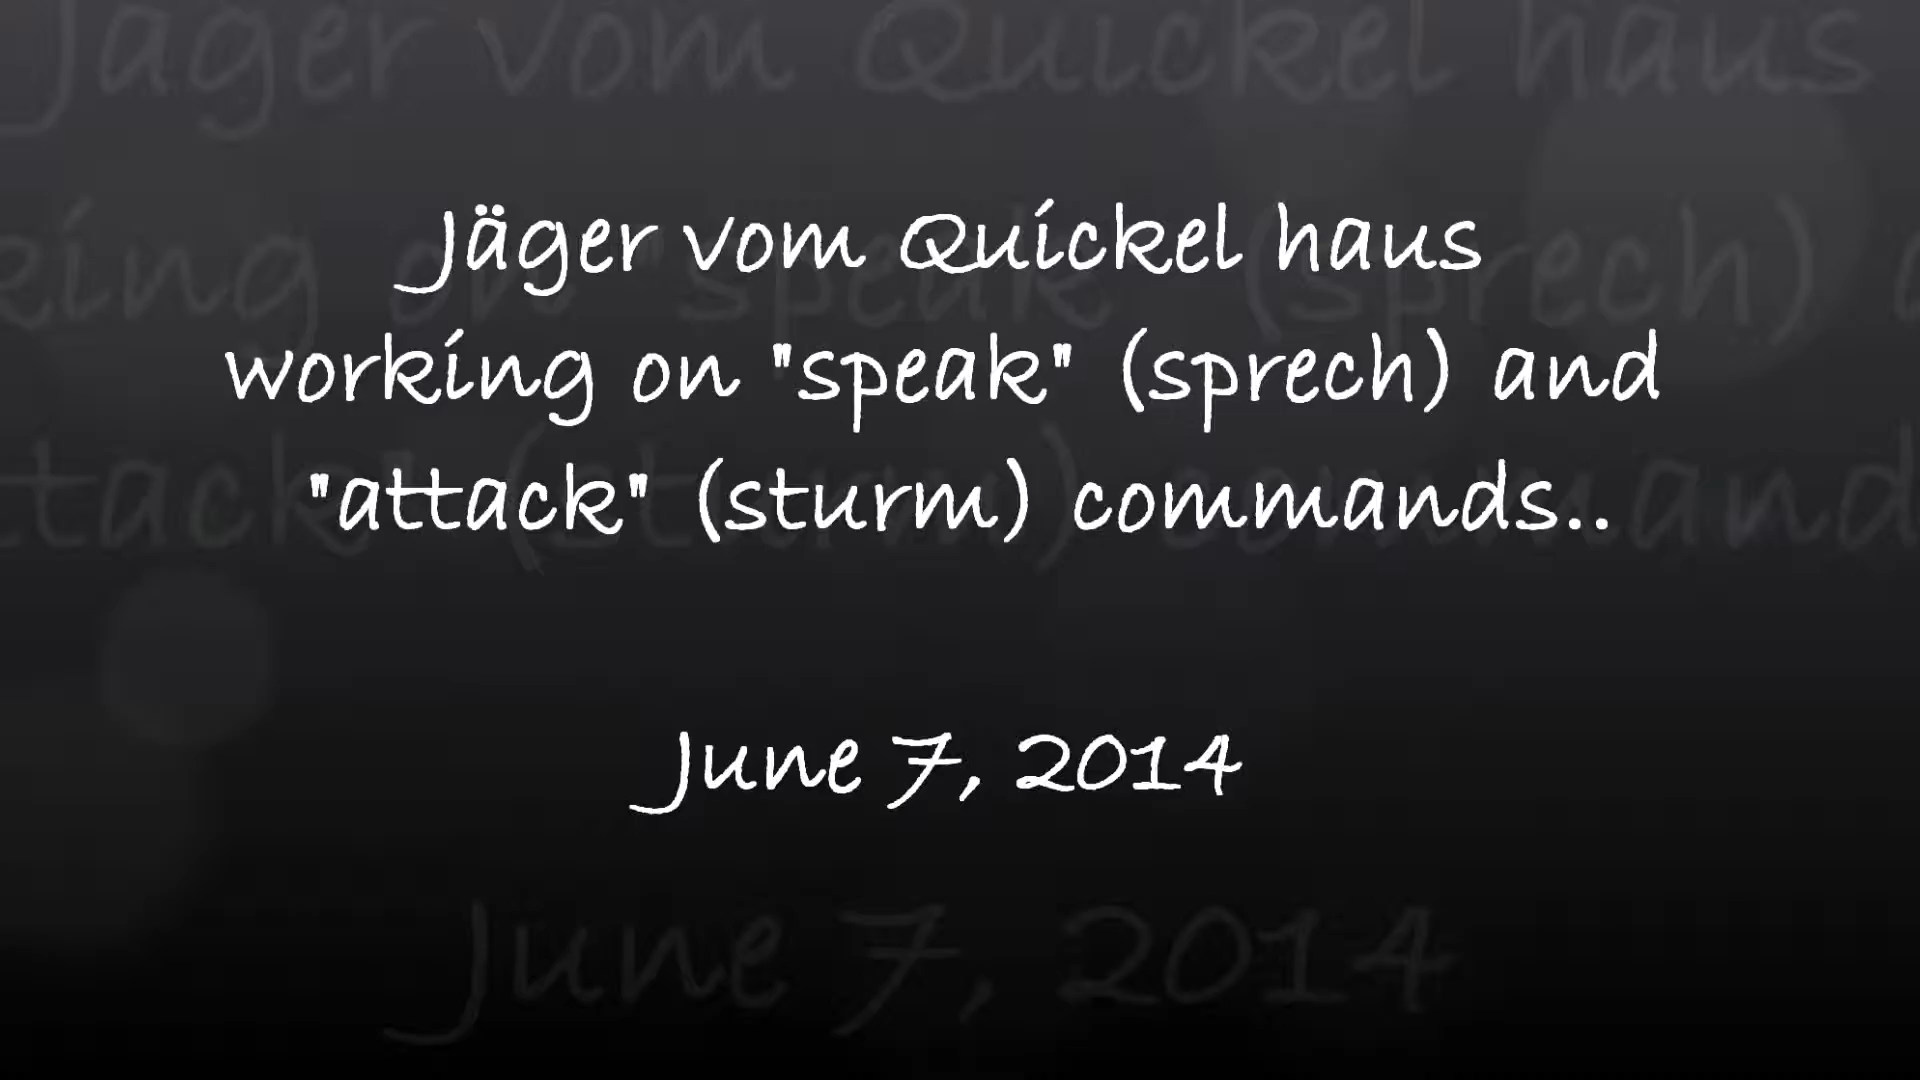 Jäger vom Quickel haus
working on "speak" (sprech) and
"attack" (sturm) commands..
June 7, 2014